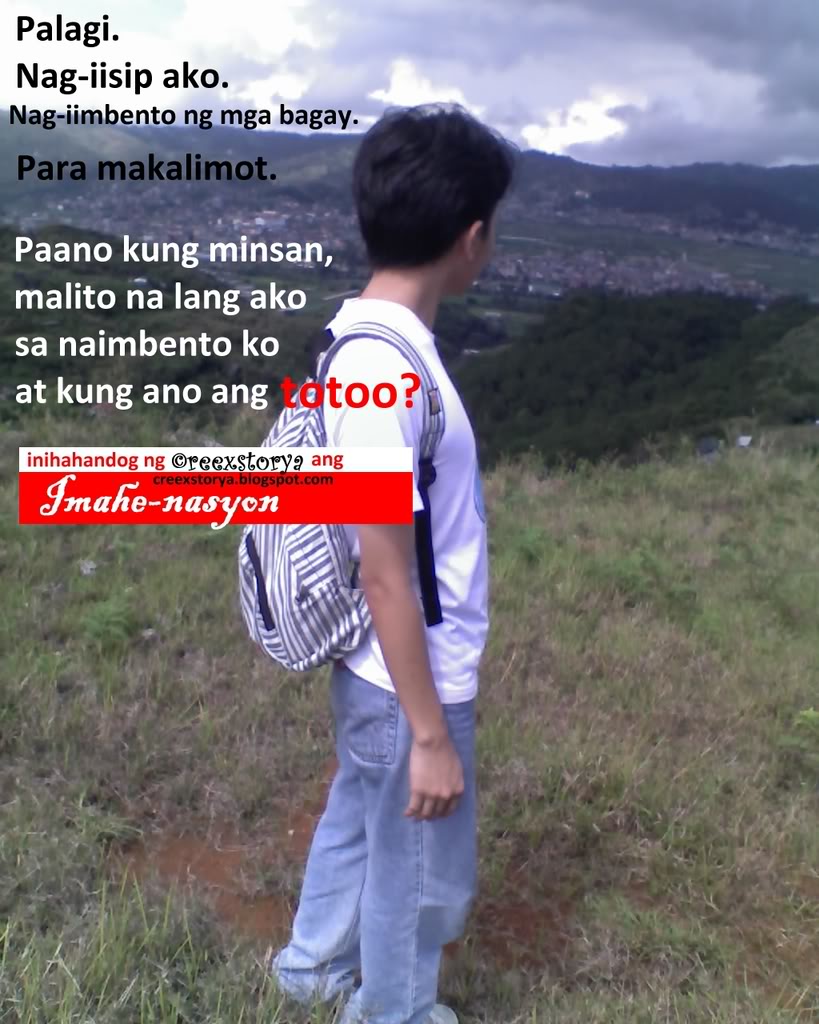 Palagi.
Nag-iisip ako.
Nag-iimbento ng mga bagay.
Para makalimot.
Paano kung minsan,
malito na lang ako
sa naimbento ko
at kung ano ang totoo?
inihahandog ng ©reexstorya ang
creexstorya.blogspot.com
Imahe-nasyon